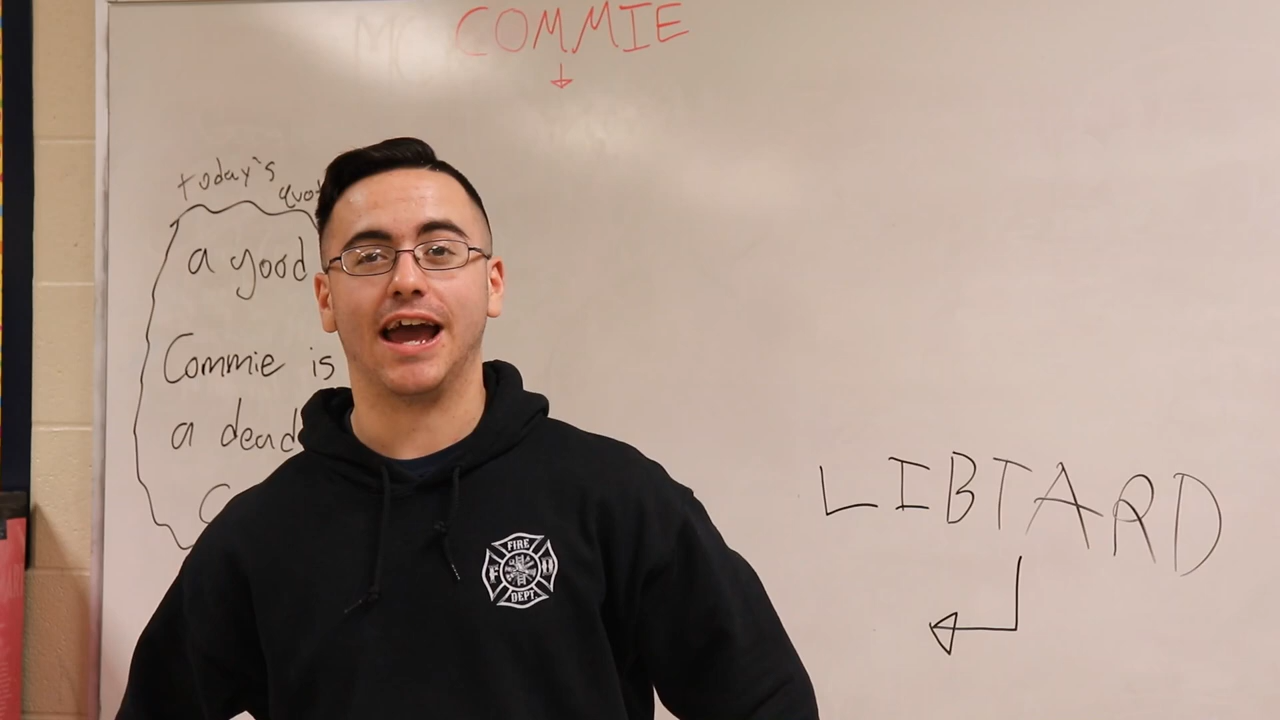 COMMIE
today's
a good
Commie is
a dead
LIBTARD
FIRE
F D
DEPT.